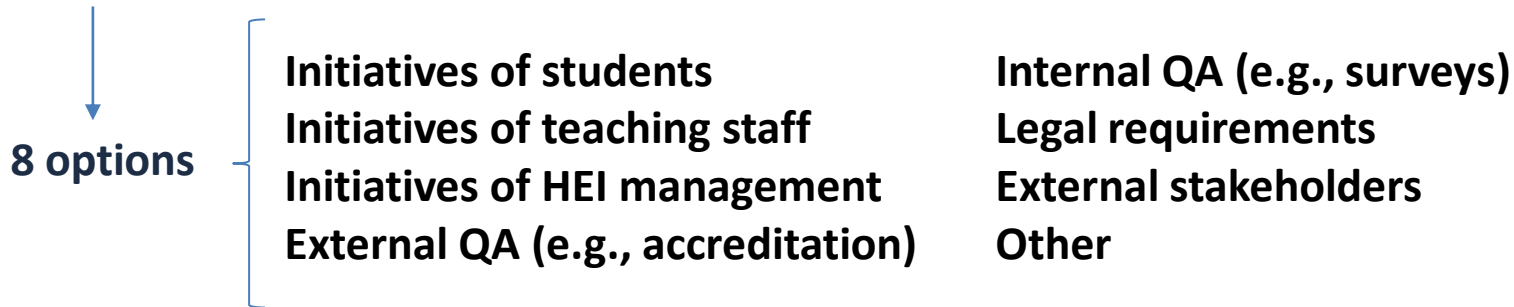 8 options
Initiatives of students
Initiatives of teaching staff
Initiatives of HEI management
External QA (e.g., accreditation)
Internal QA (e.g., surveys)
Legal requirements
External stakeholders
Other